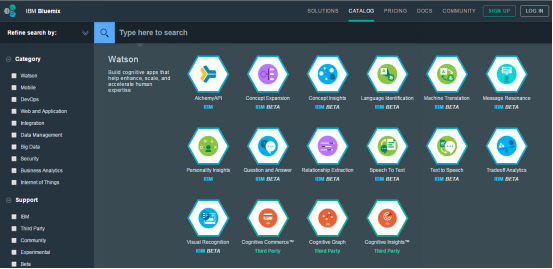 IBM Bluemix
SOLUTIONS CATALOG PRICING DOCS COMMUNITY SIGN UP LOG IN
Refine search by:
Type here to search
Category
Watson
Mobile
DevOps
Web and Application
Integration
Data Management
Big Data
Security
Business Analytics
Internet of Things
Support
IBM
Third Party
Community
Experimental
Beta
Watson
Build cognitive apps that
help enhance, scale, and
accelerate human
expertise
AlchemyAPI
IBM
Concept Expansion
IBM BETA
Concept Insights
IBM BETA
Language Identification
IBM BETA
Machine Translation
IBM BETA
Message Resonance
IBM BETA
Personality Insights
IBM
Question and Answer
IBM BETA
Relationship Extraction
IBM BETA
Speech To Text
IBM BETA
Text to Speech
IBM BETA
Tradeoff Analytics
IBM BETA
Visual Recognition
IBM BETA
Cognitive Commerce™
Third Party
Cognitive Graph
Third Party
Cognitive Insights™
Third Party